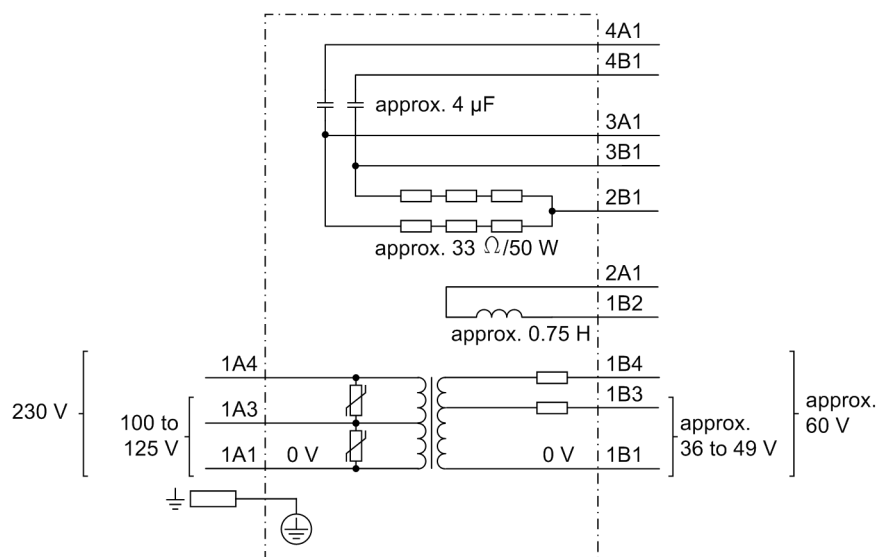 4A1
4B1
approx. 4 µF
3A1
3B1
2B1
approx. 33 Ω/50 W
2A1
1B2
approx. 0.75 H
1A4
1B4
230 V
1B3
approx.
60 V
100 to
125 V
1A3
approx.
36 to 49 V
1A1
0 V
0 V
1B1